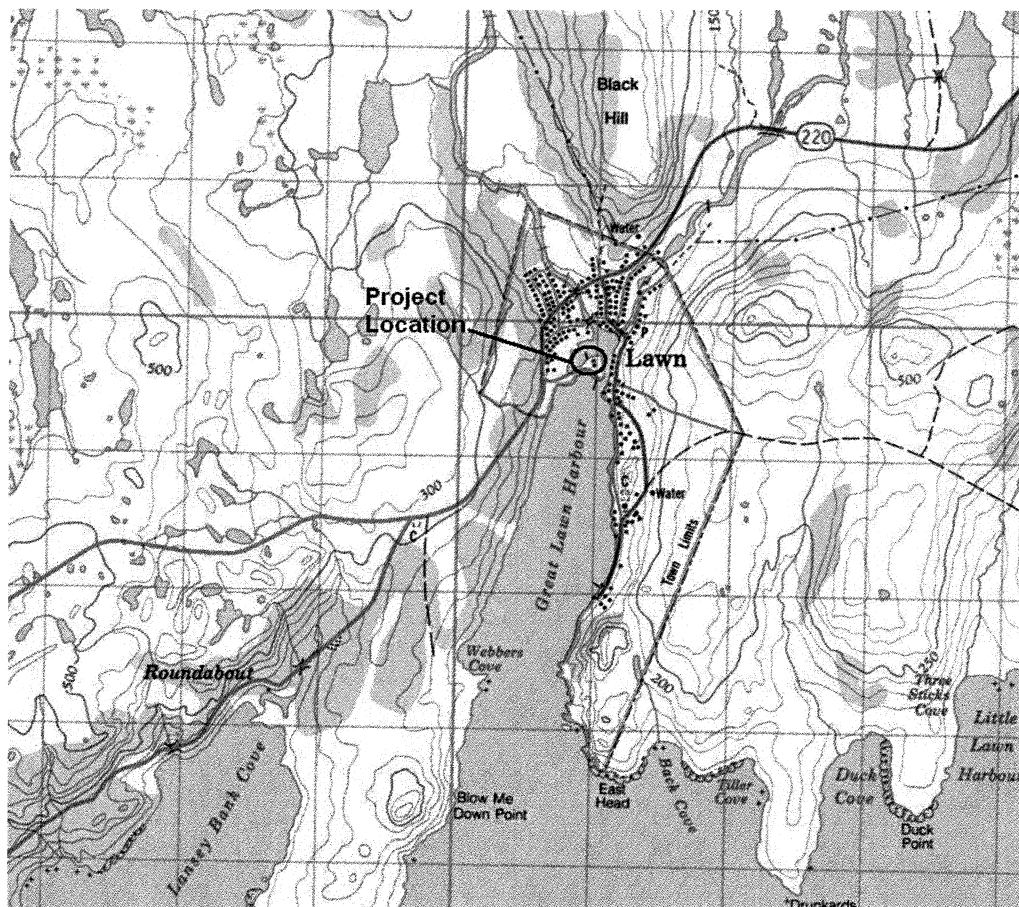 150
Black
Hill
220
Water
Project
Location
500
Lawn
500
Great Lawn Harbour
300
C
Water
Town Limits
Roundabout
500
Webbers
Cove
200
250
Three
Sticks
Cove
Little
Lawn
Harbour
Lansey Bank Cove
Blow Me
Down Point
East
Head
Back Cove
Tiller
Cove
Duck
Cove
Duck
Point
*Drunkards